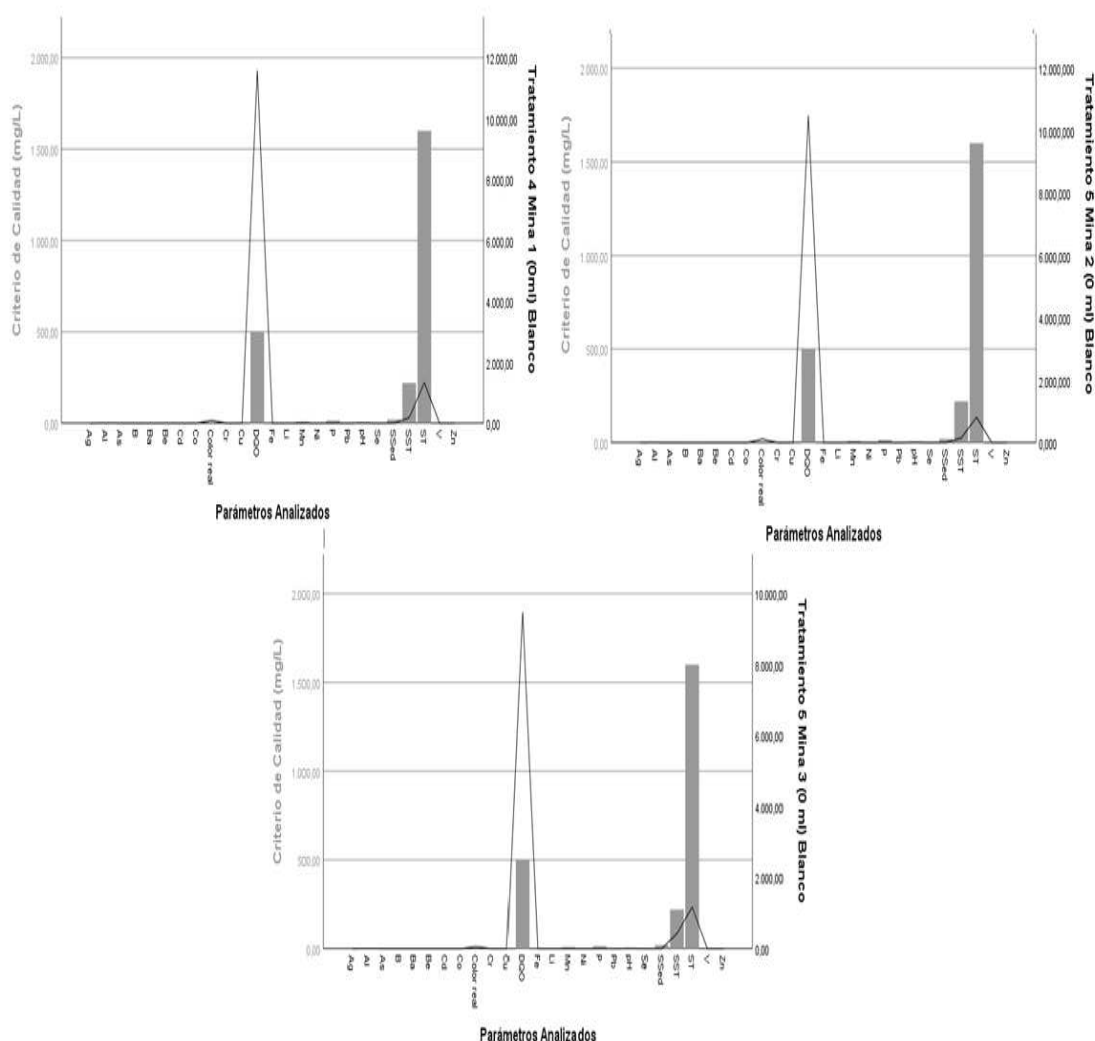 Criterio de Calidad (mg/L)
2.000,00
1.500,00
1.000,00
500,00
0,00
12.000,00
10.000,00
8.000,00
6.000,00
4.000,00
2.000,00
0,00
Tratamiento 4 Mina 1 (0ml) Blanco
Ag
Al
As
B
Ba
Be
Cd
Co
Color real
Cr
Cu
DQO
Fe
Li
Mn
Ni
P
Pb
pH
Se
SSed
SST
ST
V
Zn
Parámetros Analizados
Criterio de Calidad (mg/L)
2.000,00
1.500,00
1.000,00
500,00
0,00
12.000,000
10.000,000
8.000,000
6.000,000
4.000,000
2.000,000
0,000
Tratamiento 5 Mina 2 (0 ml) Blanco
Ag
Al
As
B
Ba
Be
Cd
Co
Color real
Cr
Cu
DQO
Fe
Li
Mn
Ni
P
Pb
pH
Se
SSed
SST
ST
V
Zn
Parámetros Analizados
Criterio de Calidad (mg/L)
2.000,00
1.500,00
1.000,00
500,00
0,00
10.000,00
8.000,00
6.000,00
4.000,00
2.000,00
0,00
Tratamiento 5 Mina 3 (0 ml) Blanco
Ag
Al
As
B
Ba
Be
Cd
Co
Color real
Cr
Cu
DQO
Fe
Li
Mn
Ni
P
Pb
pH
Se
SSed
SST
ST
V
Zn
Parámetros Analizados